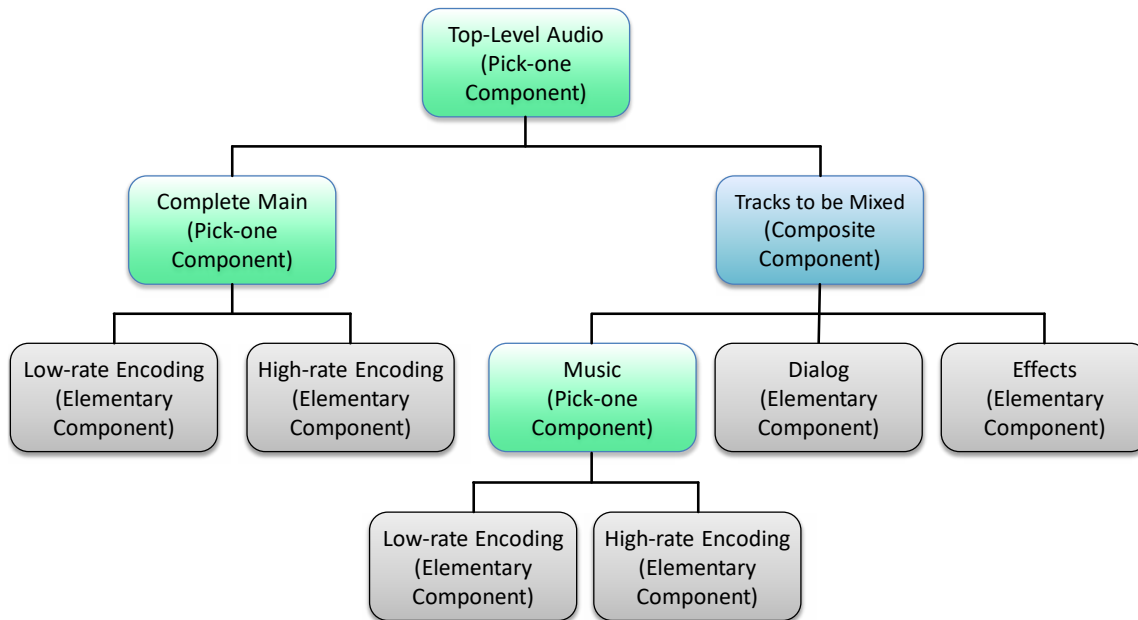 Top-Level Audio
(Pick-one
Component)
Complete Main
(Pick-one
Component)
Tracks to be Mixed
(Composite
Component)
Low-rate Encoding
(Elementary
Component)
High-rate Encoding
(Elementary
Component)
Music
(Pick-one
Component)
Dialog
(Elementary
Component)
Effects
(Elementary
Component)
Low-rate Encoding
(Elementary
Component)
High-rate Encoding
(Elementary
Component)